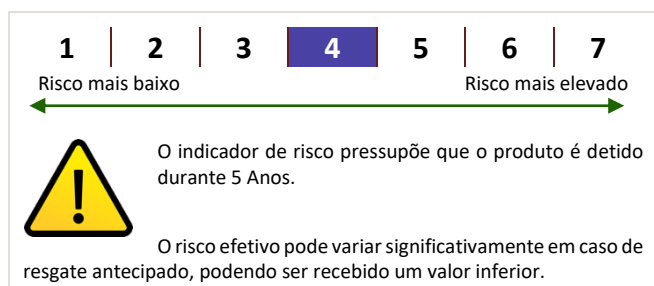 1 2 3 4 5 6 7
Risco mais baixo Risco mais elevado
O indicador de risco pressupõe que o produto é detido
durante 5 Anos.
O risco efetivo pode variar significativamente em caso de
resgate antecipado, podendo ser recebido um valor inferior.